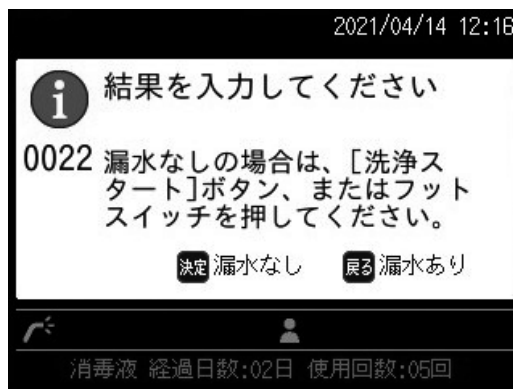 2021/04/14 12:16
結果を入力してください
0022 漏水なしの場合は、[洗浄ス
タート]ボタン、またはフット
スイッチを押してください。
決定 漏水なし 戻る 漏水あり
消毒液 経過日数:02日 使用回数:05回